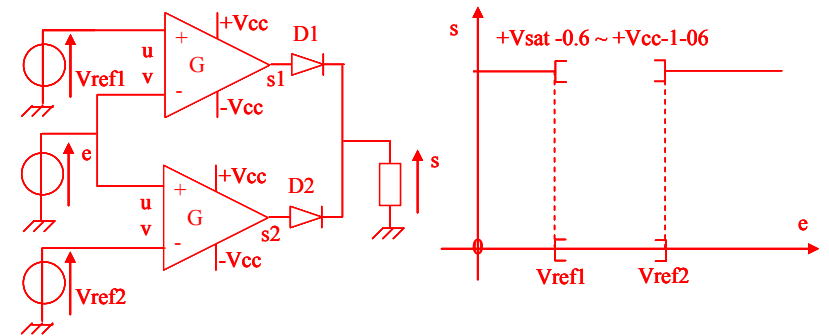 +Vcc
D1
+
u
G
v
Vref1
-
s1
-Vcc
e
+Vcc
D2
s
+
u
G
v
-
s2
-Vcc
Vref2
s
+Vsat -0.6 ~ +Vcc-1-06
e
0
Vref1
Vref2